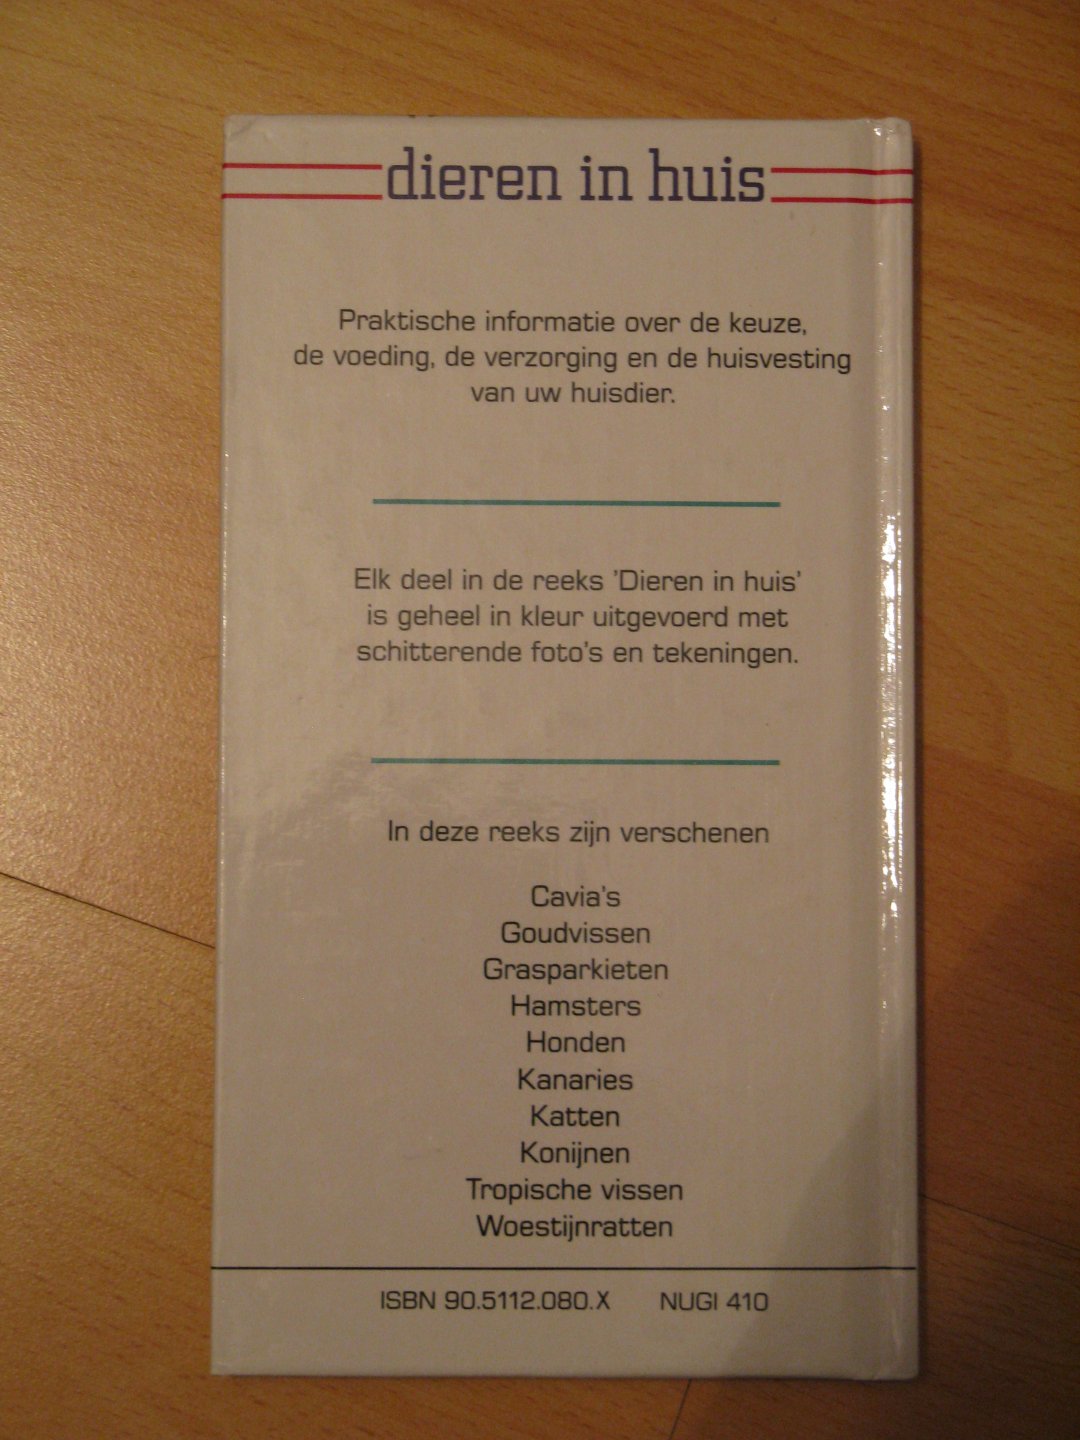 dieren in huis
Praktische informatie over de keuze,
de voeding, de verzorging en de huisvesting
van uw huisdier.
Elk deel in de reeks 'Dieren in huis'
is geheel in kleur uitgevoerd met
schitterende foto's en tekeningen.
In deze reeks zijn verschenen
Cavia's
Goudvissen
Grasparkieten
Hamsters
Honden
Kanaries
Katten
Konijnen
Tropische vissen
Woestijnratten
ISBN 90.5112.080.X NUGI 410